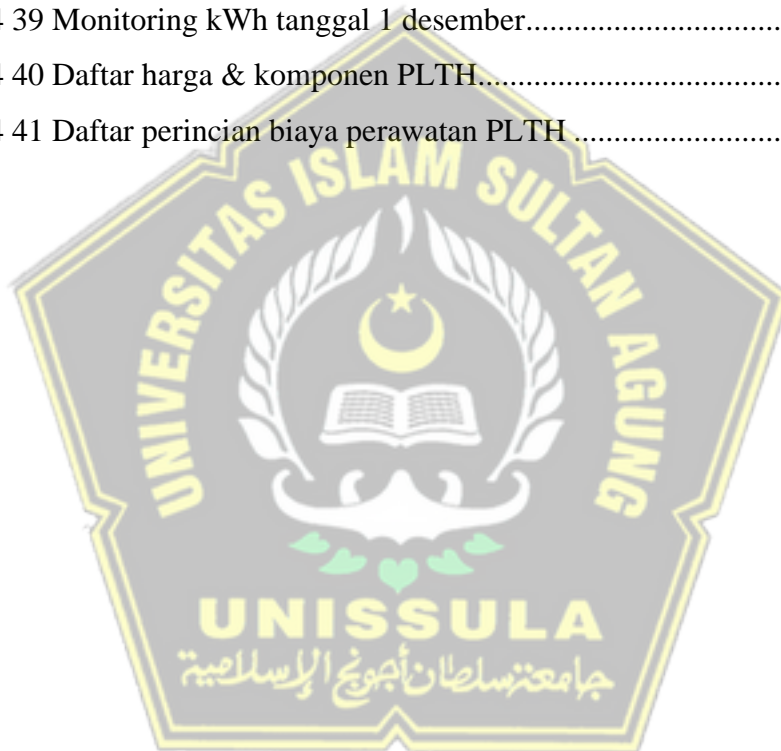 4 39 Monitoring kWh tanggal 1 desember................................
4 40 Daftar harga & komponen PLTH......................................
4 41 Daftar perincian biaya perawatan PLTH ..........................
UNIVERSITAS ISLAM SULTAN AGUNG
UNISSULA
جامعة سلطان أجونج الإسلامية